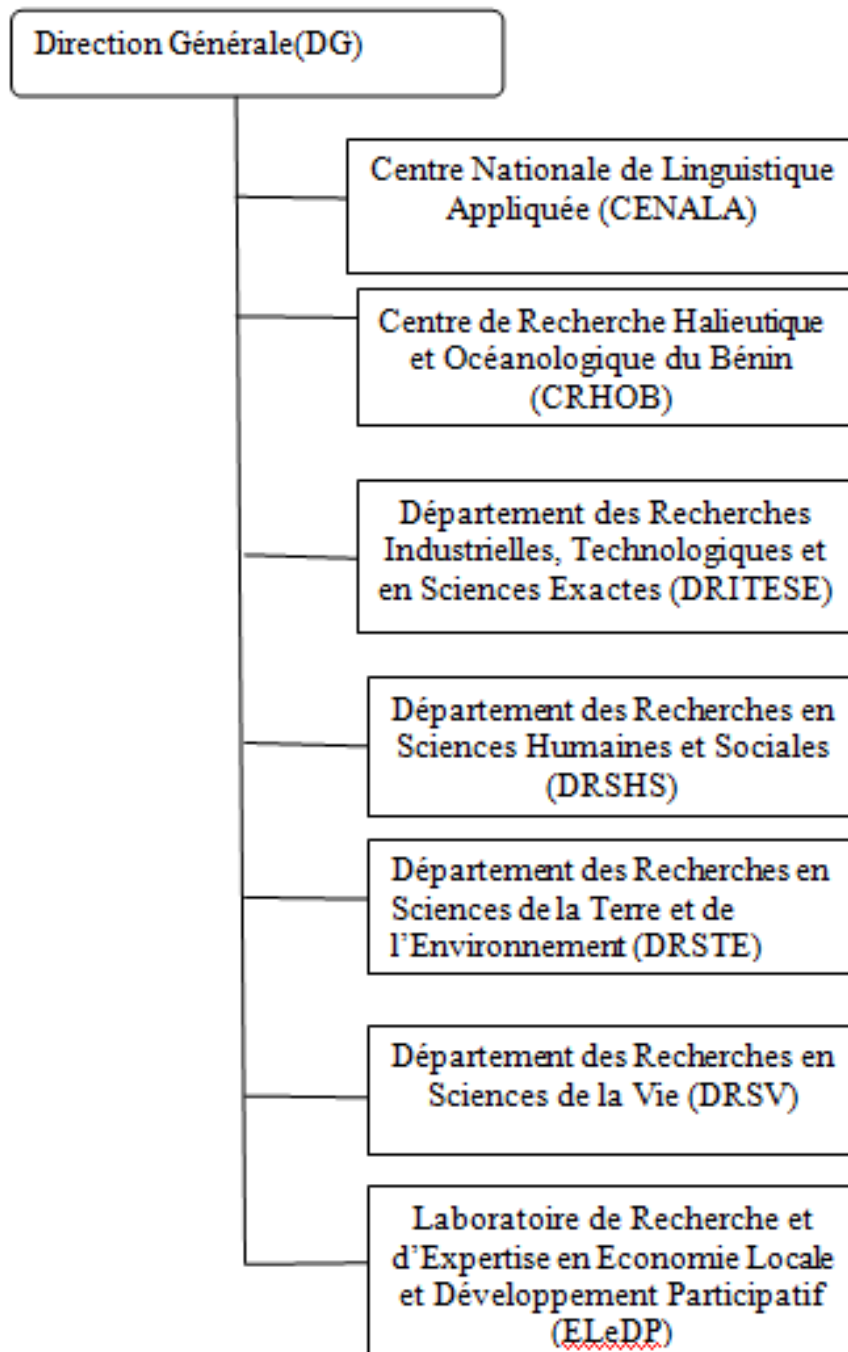 Direction Générale(DG)
Centre Nationale de Linguistique
Appliquée (CENALA)
Centre de Recherche Halieutique
et Océanologique du Bénin
(CRHOB)
Département des Recherches
Industrielles, Technologiques et
en Sciences Exactes (DRITESE)
Département des Recherches en
Sciences Humaines et Sociales
(DRSHS)
Département des Recherches en
Sciences de la Terre et de
l’Environnement (DRSTE)
Département des Recherches en
Sciences de la Vie (DRSV)
Laboratoire de Recherche et
d’Expertise en Economie Locale
et Développement Participatif
(ELeDP)